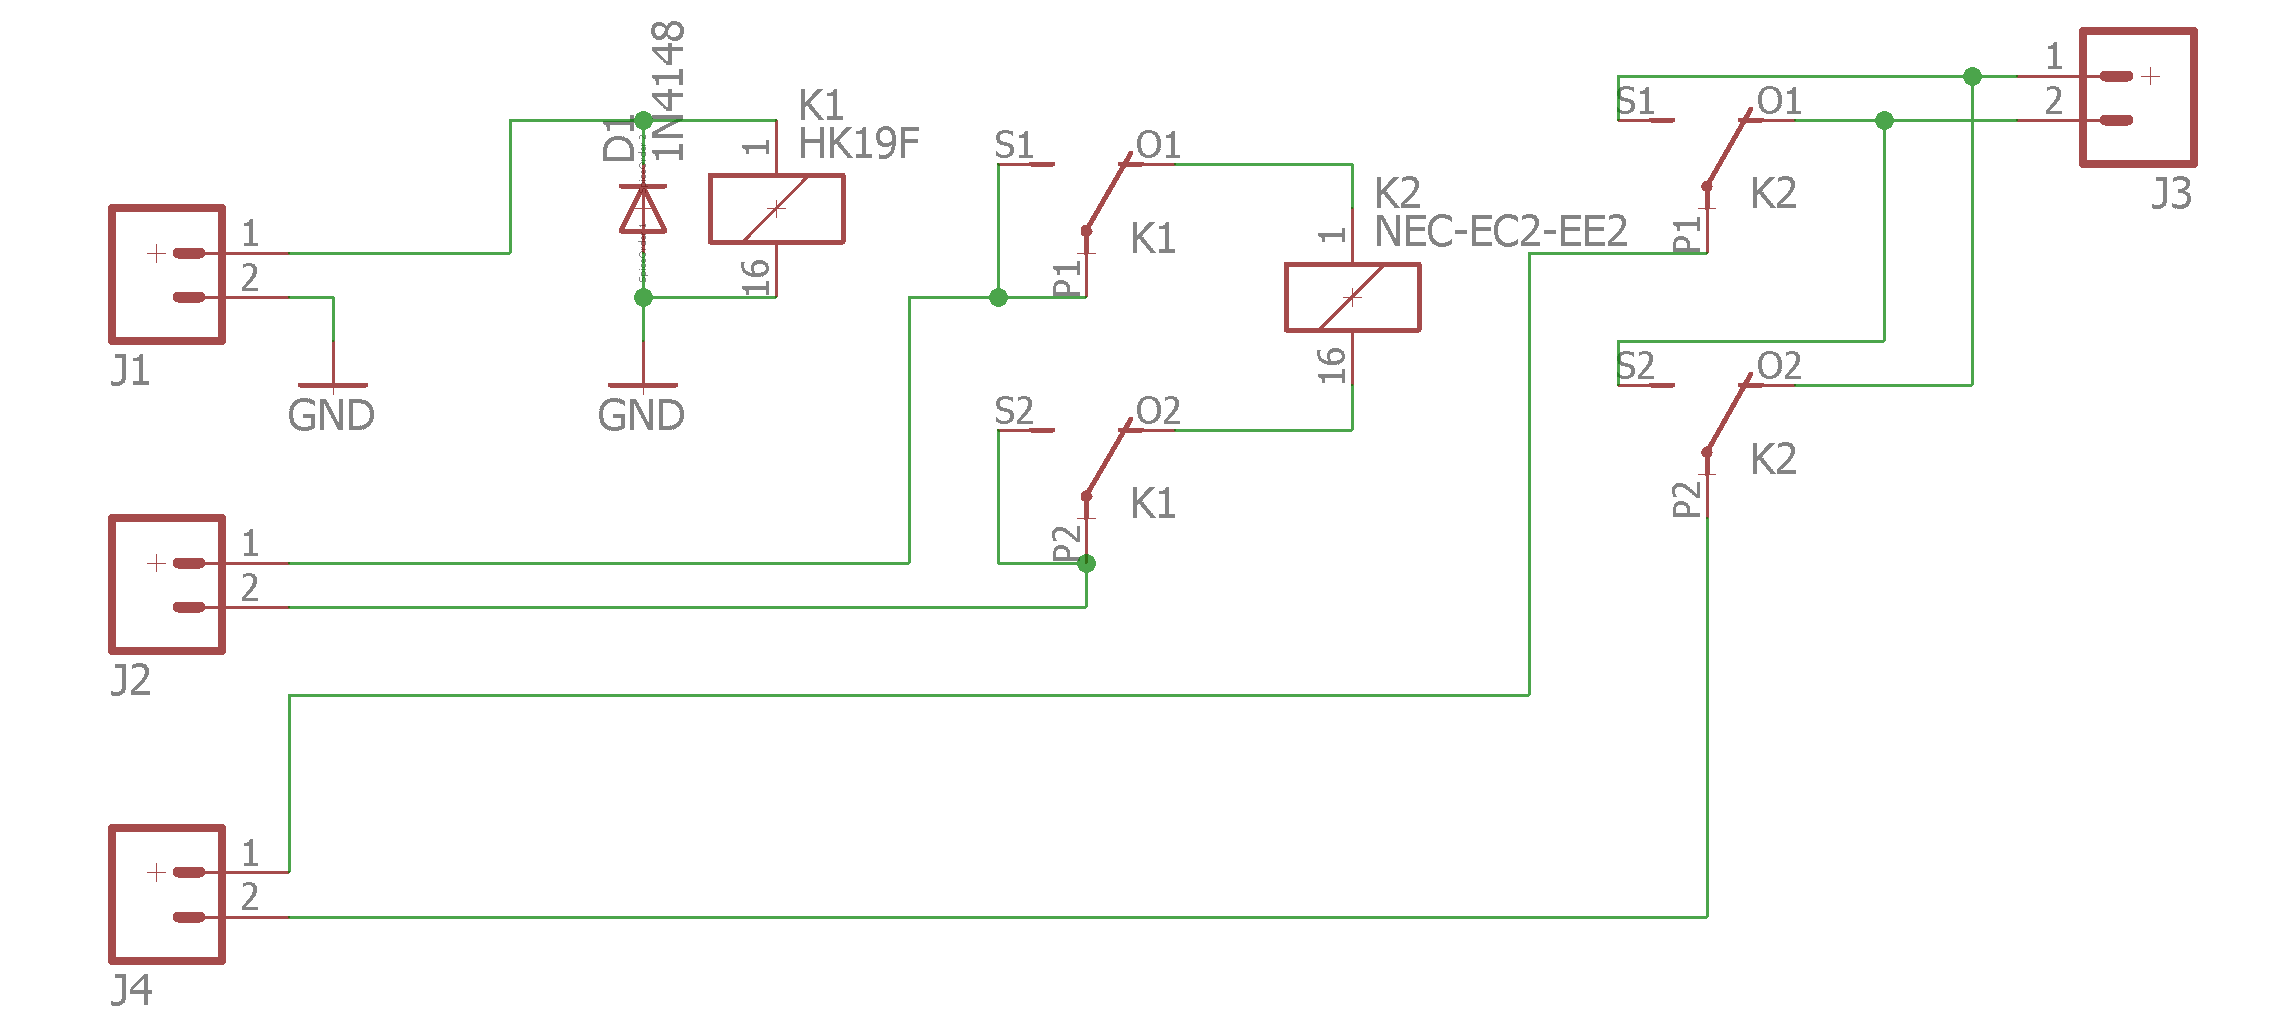 1N4148
D1
K1
HK19F
1
16
1
2
J1
GND
GND
S1
O1
K1
P1
K2
NEC-EC2-EE2
1
16
S2
O2
K1
P2
S1
O1
K2
P1
S2
O2
K2
P2
1
2
J3
1
2
J2
1
2
J4